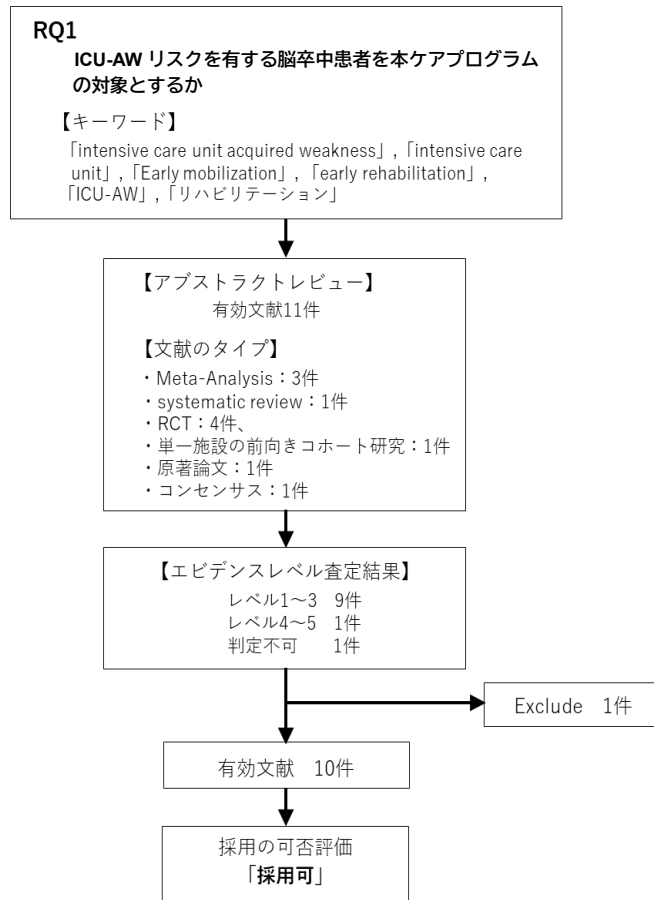 RQ1
ICU-AW リスクを有する脳卒中患者を本ケアプログラム
の対象とするか
【キーワード】
「intensive care unit acquired weakness」,「intensive care
unit」,「Early mobilization」,「early rehabilitation」,
「ICU-AW」,「リハビリテーション」
【アブストラクトレビュー】
有効文献11件
【文献のタイプ】
・Meta-Analysis：3件
・systematic review：1件
・RCT：4件、
・単一施設の前向きコホート研究：1件
・原著論文：1件
・コンセンサス：1件
【エビデンスレベル査定結果】
レベル1～3　9件
レベル4～5　1件
判定不可　1件
Exclude　1件
有効文献　10件
採用の可否評価
「採用可」